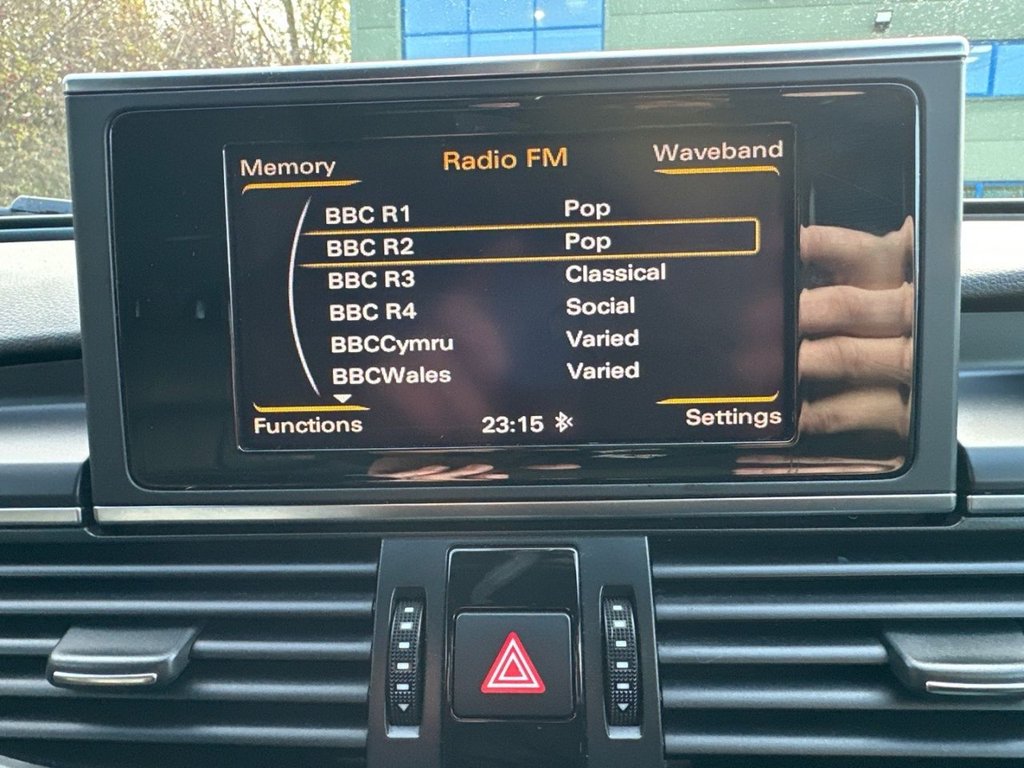 Memory Radio FM Waveband
BBC R1 Pop
BBC R2 Pop
BBC R3 Classical
BBC R4 Social
BBCCymru Varied
BBCWales Varied
Functions 23:15 Settings